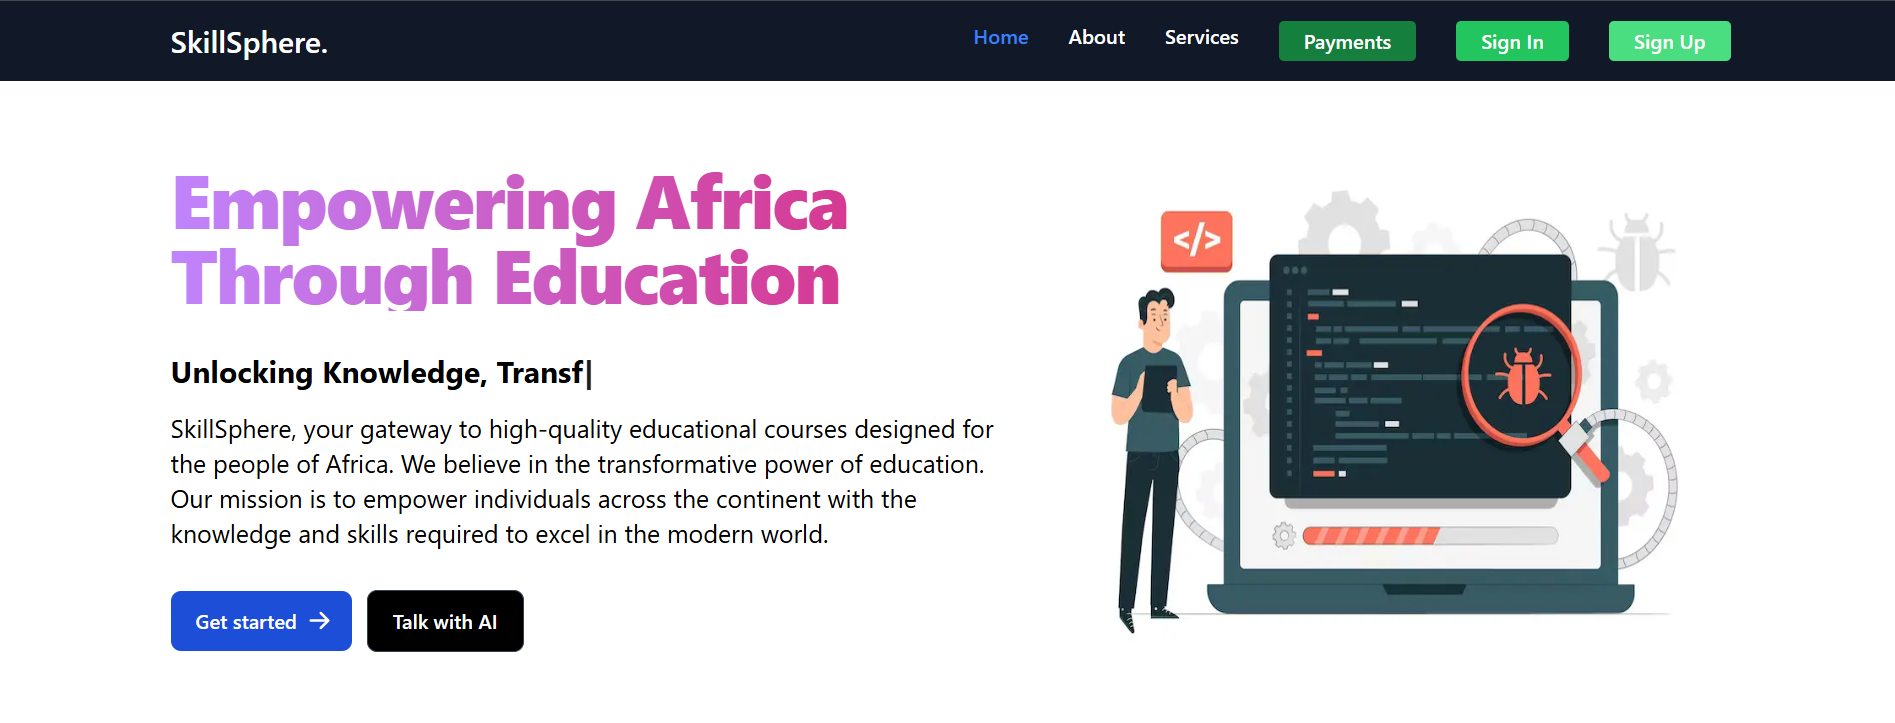 SkillSphere.
Home About Services Payments Sign In Sign Up
Empowering Africa
Through Education
</>
Unlocking Knowledge, Transf|
SkillSphere, your gateway to high-quality educational courses designed for
the people of Africa. We believe in the transformative power of education.
Our mission is to empower individuals across the continent with the
knowledge and skills required to excel in the modern world.
Get started →
Talk with AI